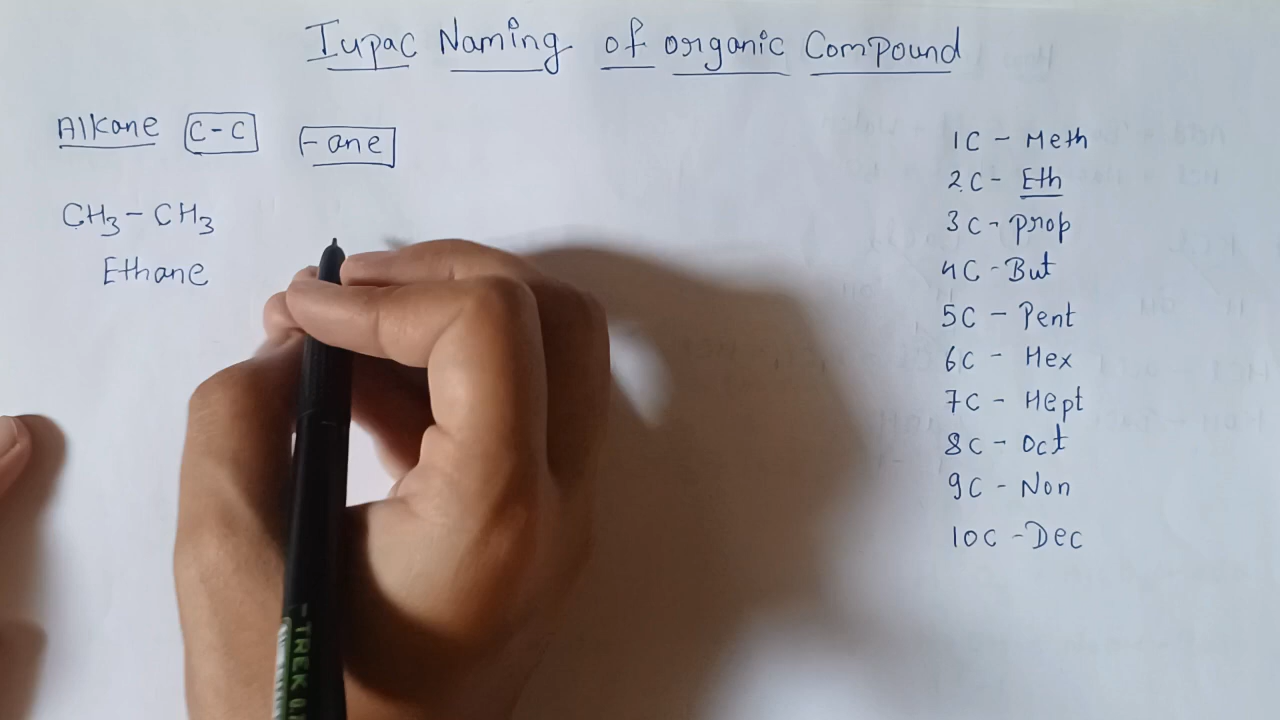 Iupac Naming of organic Compound
Alkane C-C -ane
CH3-CH3
Ethane
1C - Meth
2C- Eth
3C- prop
4C -But
5C - Pent
6C - Hex
7C - Hept
8C - Oct
9C - Non
10C -Dec
TREK